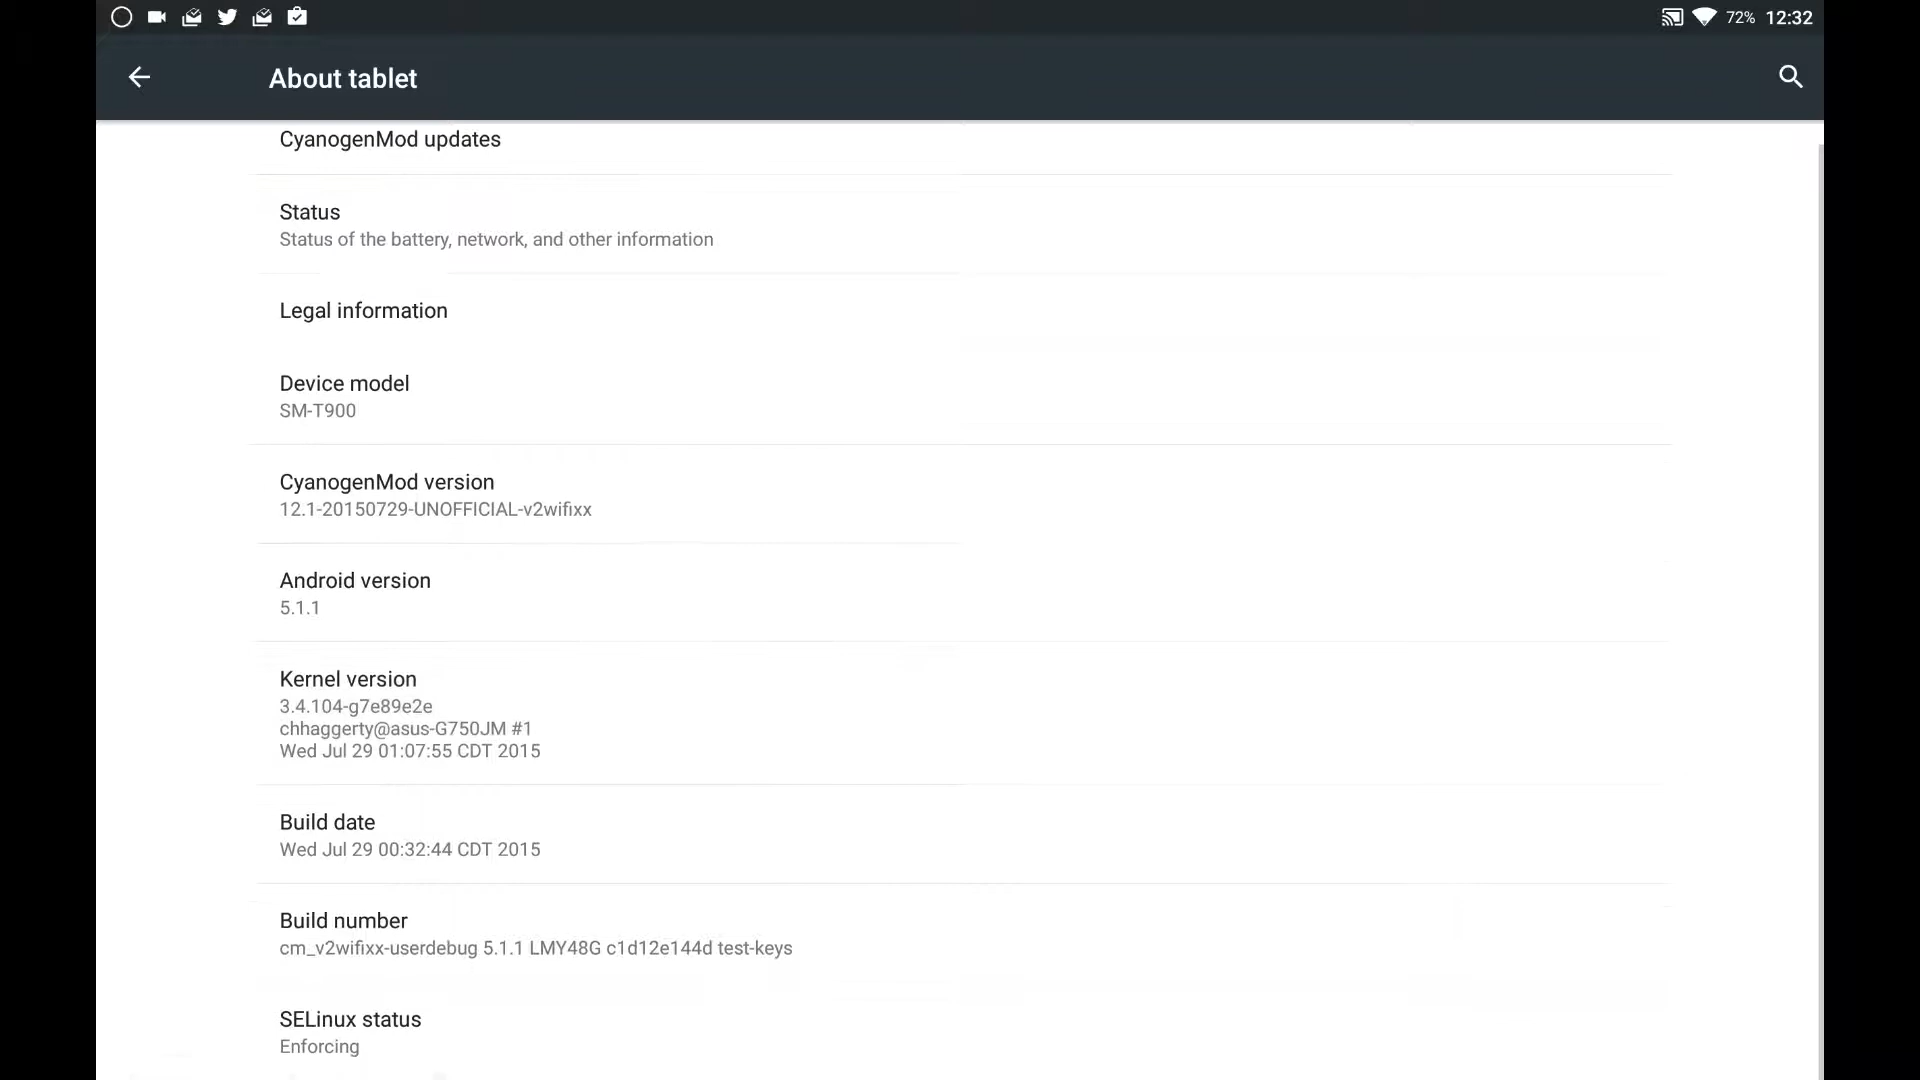 72% 12:32
About tablet
CyanogenMod updates
Status
Status of the battery, network, and other information
Legal information
Device model
SM-T900
CyanogenMod version
12.1-20150729-UNOFFICIAL-v2wifixx
Android version
5.1.1
Kernel version
3.4.104-g7e89e2e
chhaggerty@asus-G750JM #1
Wed Jul 29 01:07:55 CDT 2015
Build date
Wed Jul 29 00:32:44 CDT 2015
Build number
cm_v2wifixx-userdebug 5.1.1 LMY48G c1d12e144d test-keys
SELinux status
Enforcing